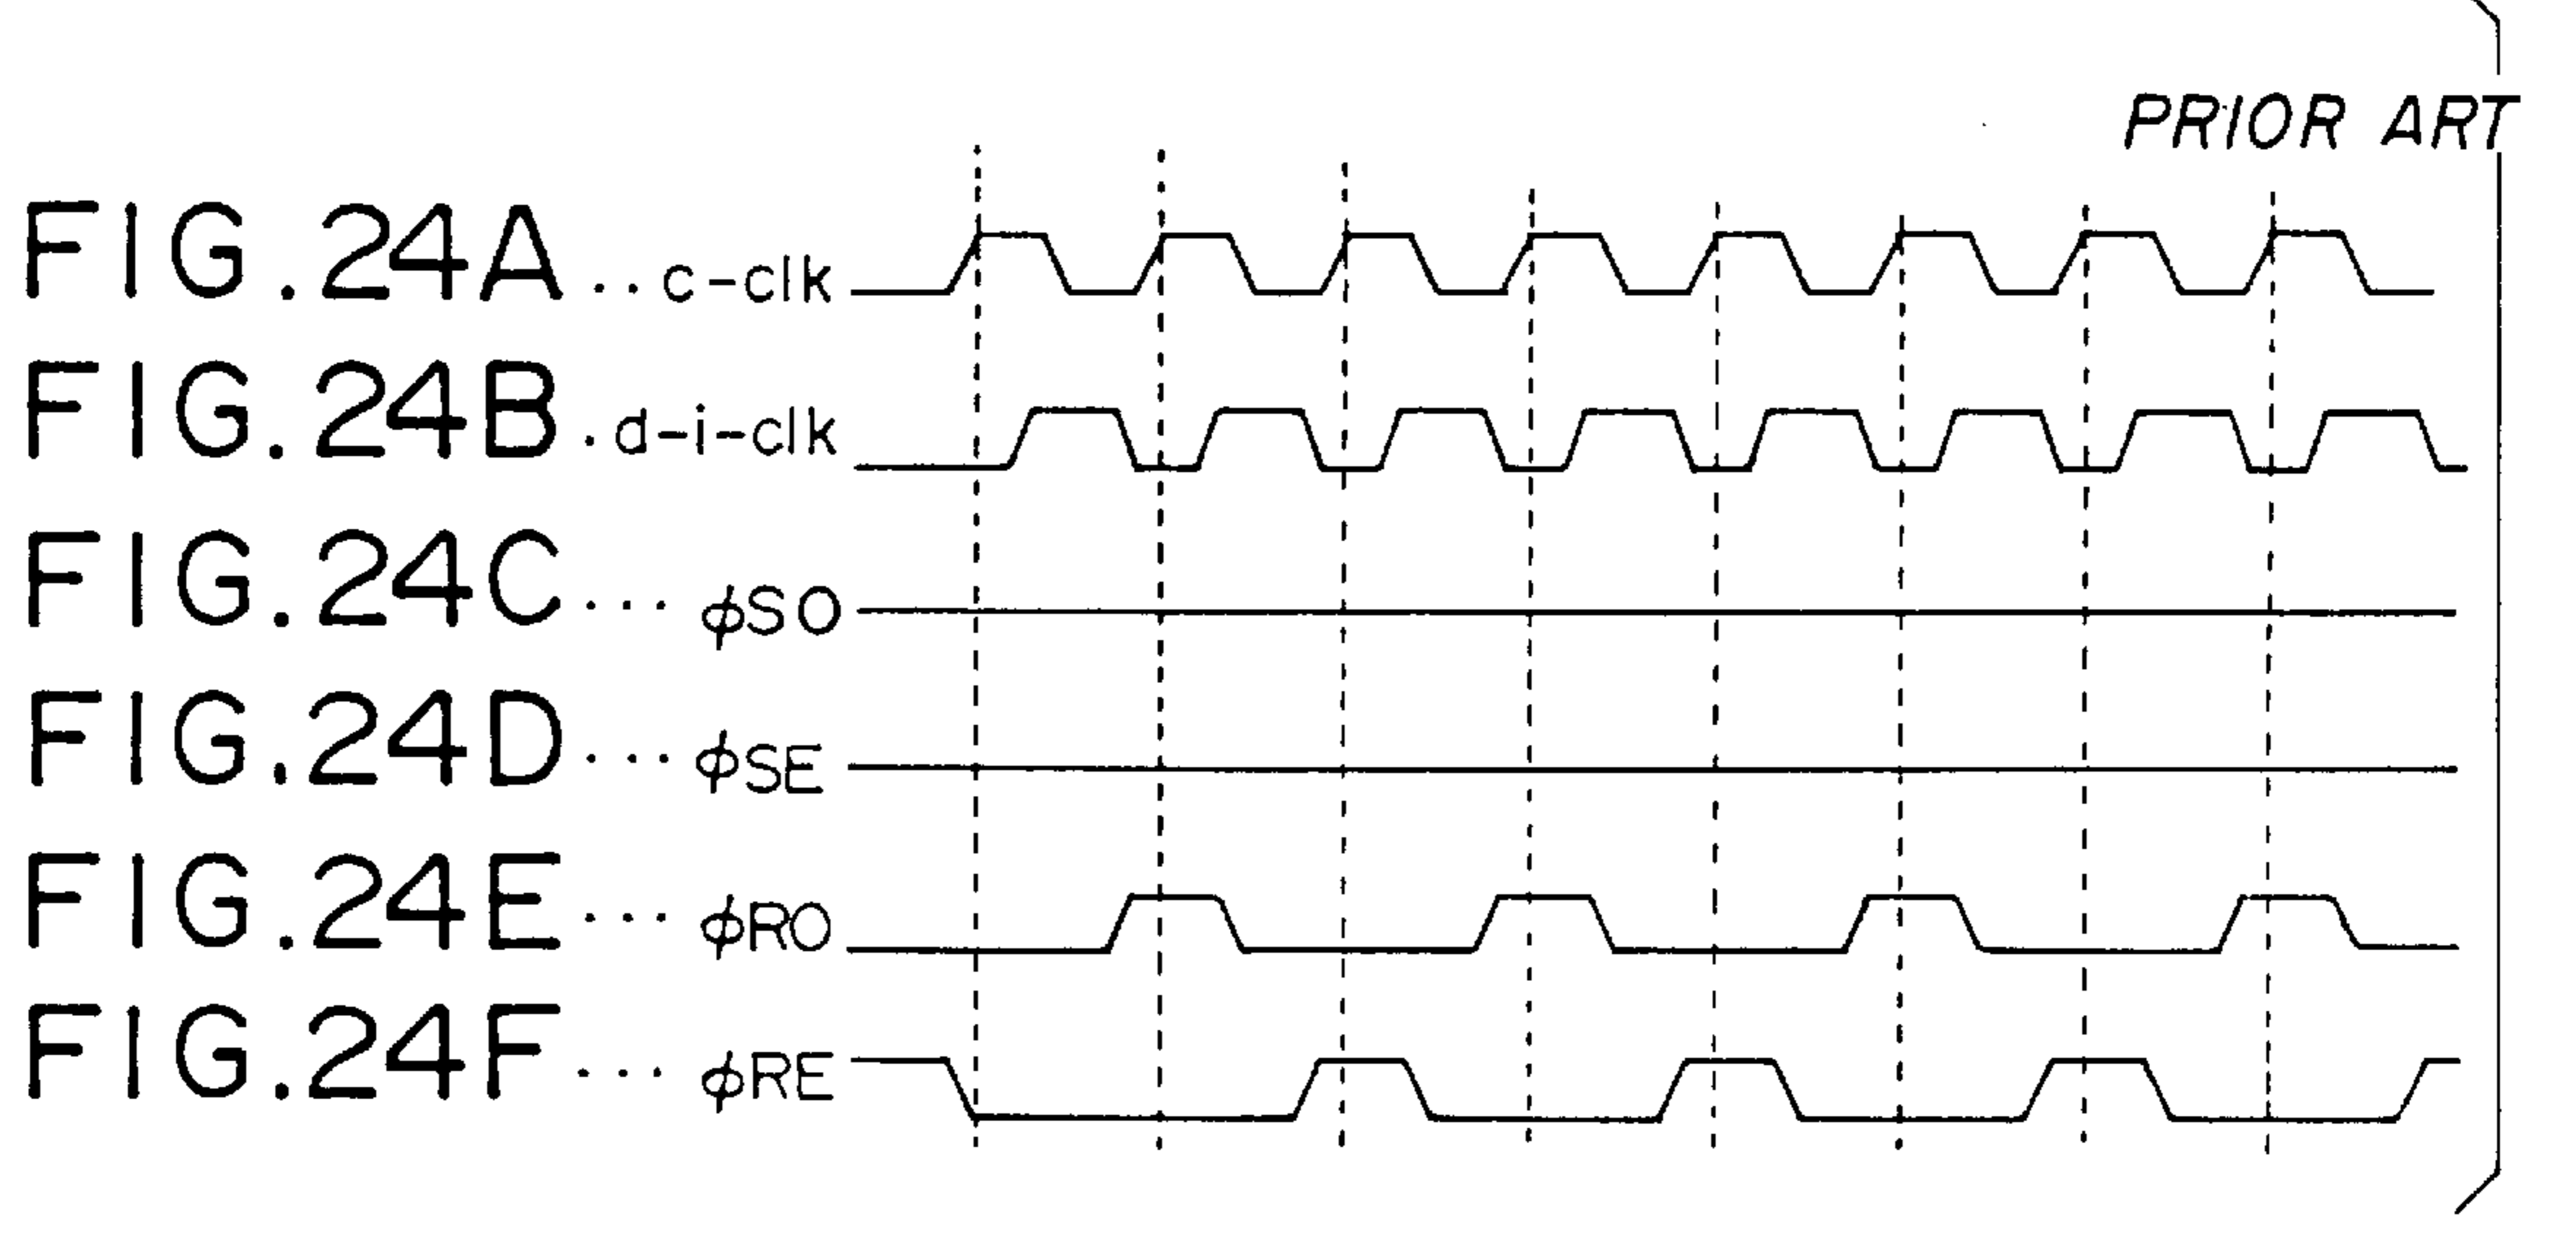 PRIOR ART
FIG.24A.. c-clk
FIG.24B.d-i-clk
FIG.24C... φSO
FIG.24D... φSE
FIG.24E... φRO
FIG.24F... φRE